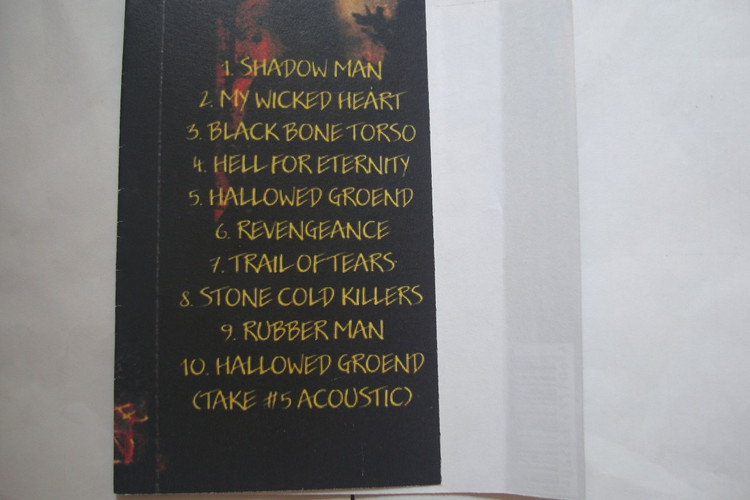 1. SHADOW MAN
2. MY WICKED HEART
3. BLACK BONE TORSO
4. HELL FOR ETERNITY
5. HALLOWED GROEND
6. REVENGEANCE
7. TRAIL OF TEARS
8. STONE COLD KILLERS
9. RUBBER MAN
10. HALLOWED GROEND
(TAKE #5 ACOUSTIC)